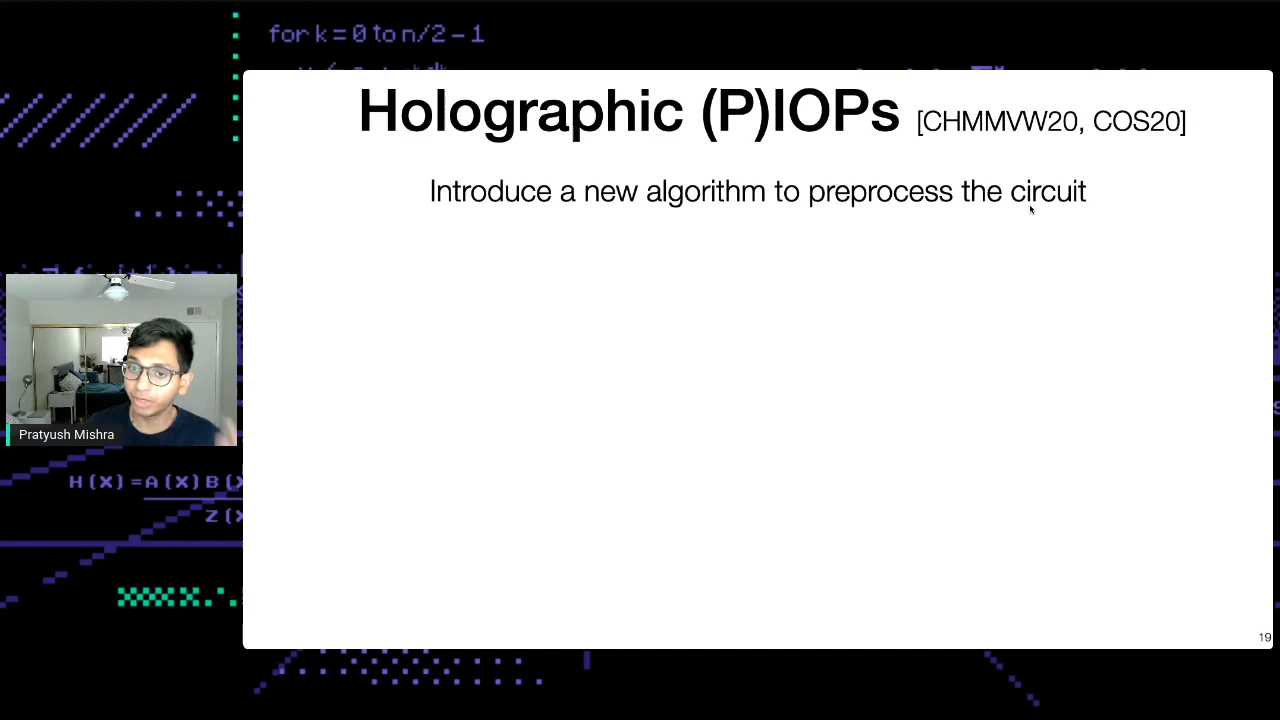 for k = 0 to n/2 - 1
Holographic (P)IOPs [CHMMVW20, COS20]
Introduce a new algorithm to preprocess the circuit
Pratyush Mishra
H(X) =A(X)B(X
Z(X
19